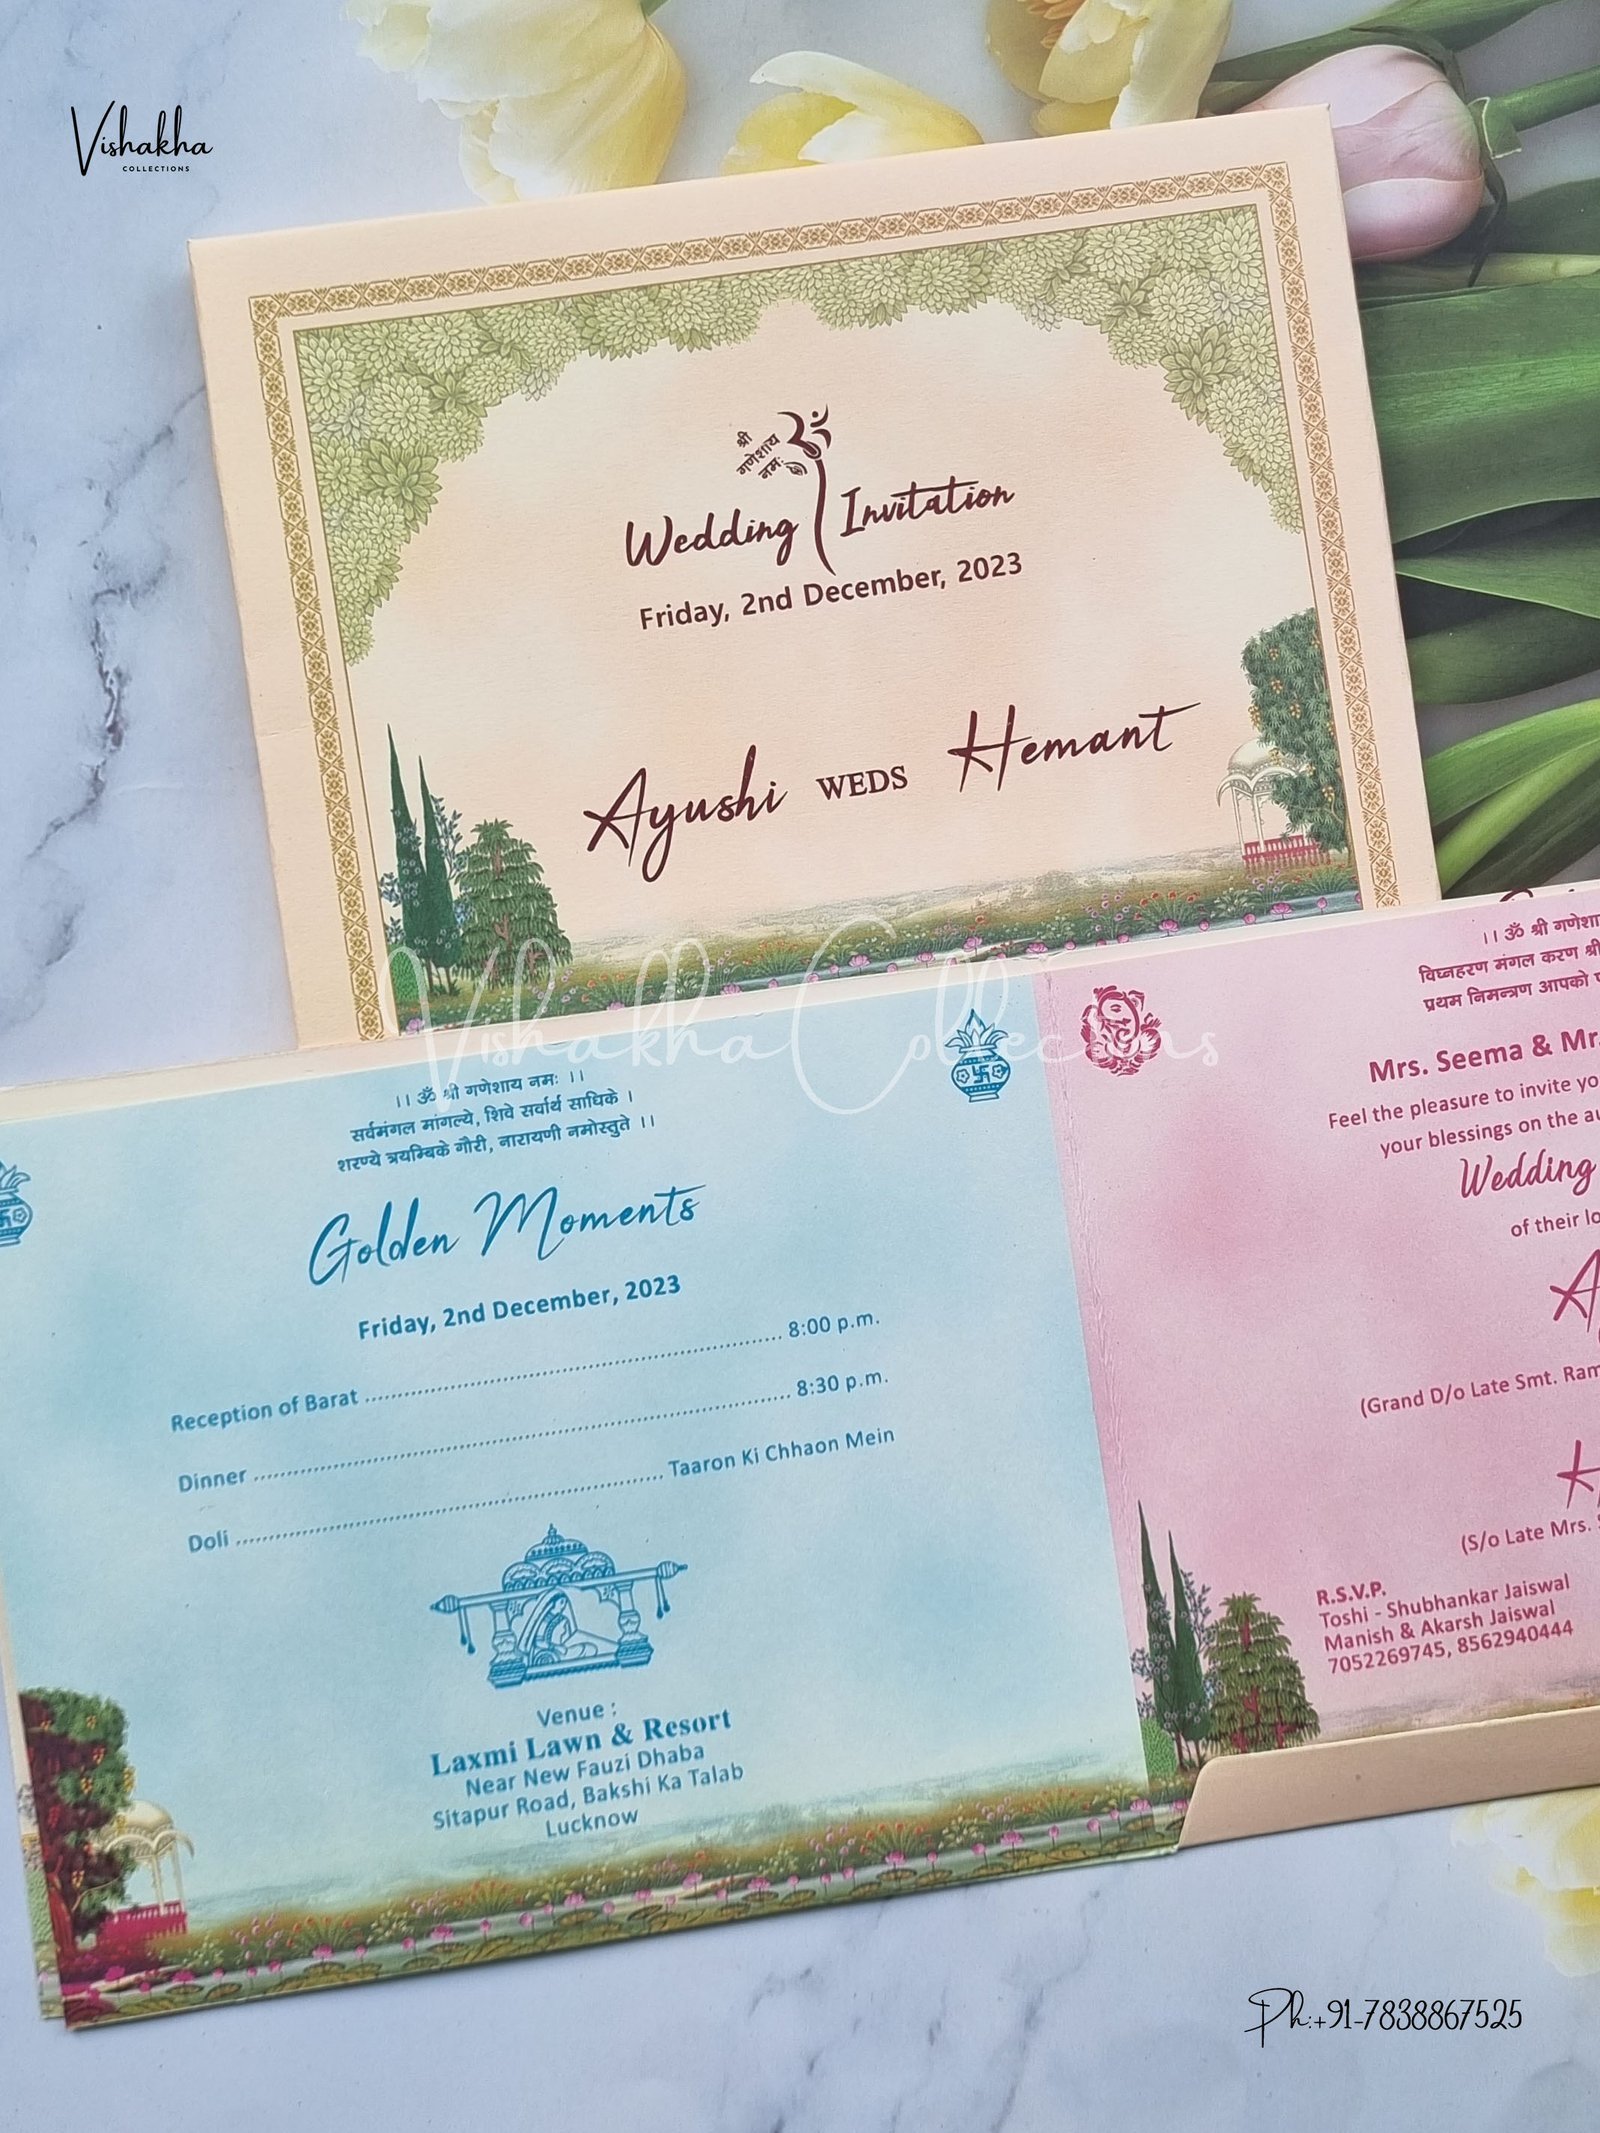 Vishakha
COLLECTIONS
श्री
गणेशाय
नमः
Wedding Invitation
Friday, 2nd December, 2023
Ayushi WEDS Hemant
Vishakha Collections
।। ॐ श्री गणेशाय नमः ।।
सर्वमंगल मांगल्ये, शिवे सर्वार्थ साधिके ।
शरण्ये त्रयम्बिके गौरी, नारायणी नमोस्तुते ।।
Golden Moments
Friday, 2nd December, 2023
Reception of Barat ........ 8:00 p.m.
Dinner ........ 8:30 p.m.
Doli ........ Taaron Ki Chhaon Mein
Venue :
Laxmi Lawn & Resort
Near New Fauzi Dhaba
Sitapur Road, Bakshi Ka Talab
Lucknow
।। ॐ श्री गणेशा
विघ्नहरण मंगल करण श्री
प्रथम निमन्त्रण आपको
Mrs. Seema & Mr.
Feel the pleasure to invite yo
your blessings on the au
Wedding
of their lo
(Grand D/o Late Smt. Ram
(S/o Late Mrs.
R.S.V.P.
Toshi - Shubhankar Jaiswal
Manish & Akarsh Jaiswal
7052269745, 8562940444
Ph:+91-7838867525